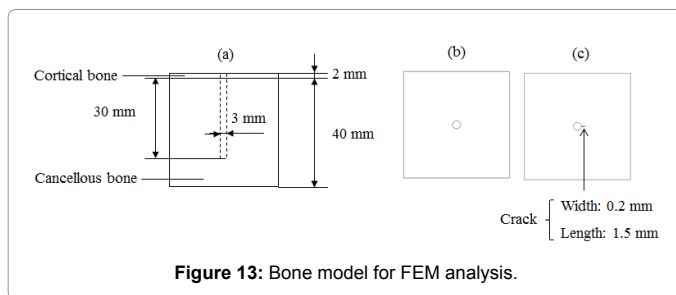 (a)
(b)
(c)
Cortical bone
2 mm
30 mm
3 mm
40 mm
Cancellous bone
Crack
Width: 0.2 mm
Length: 1.5 mm
Figure 13: Bone model for FEM analysis.